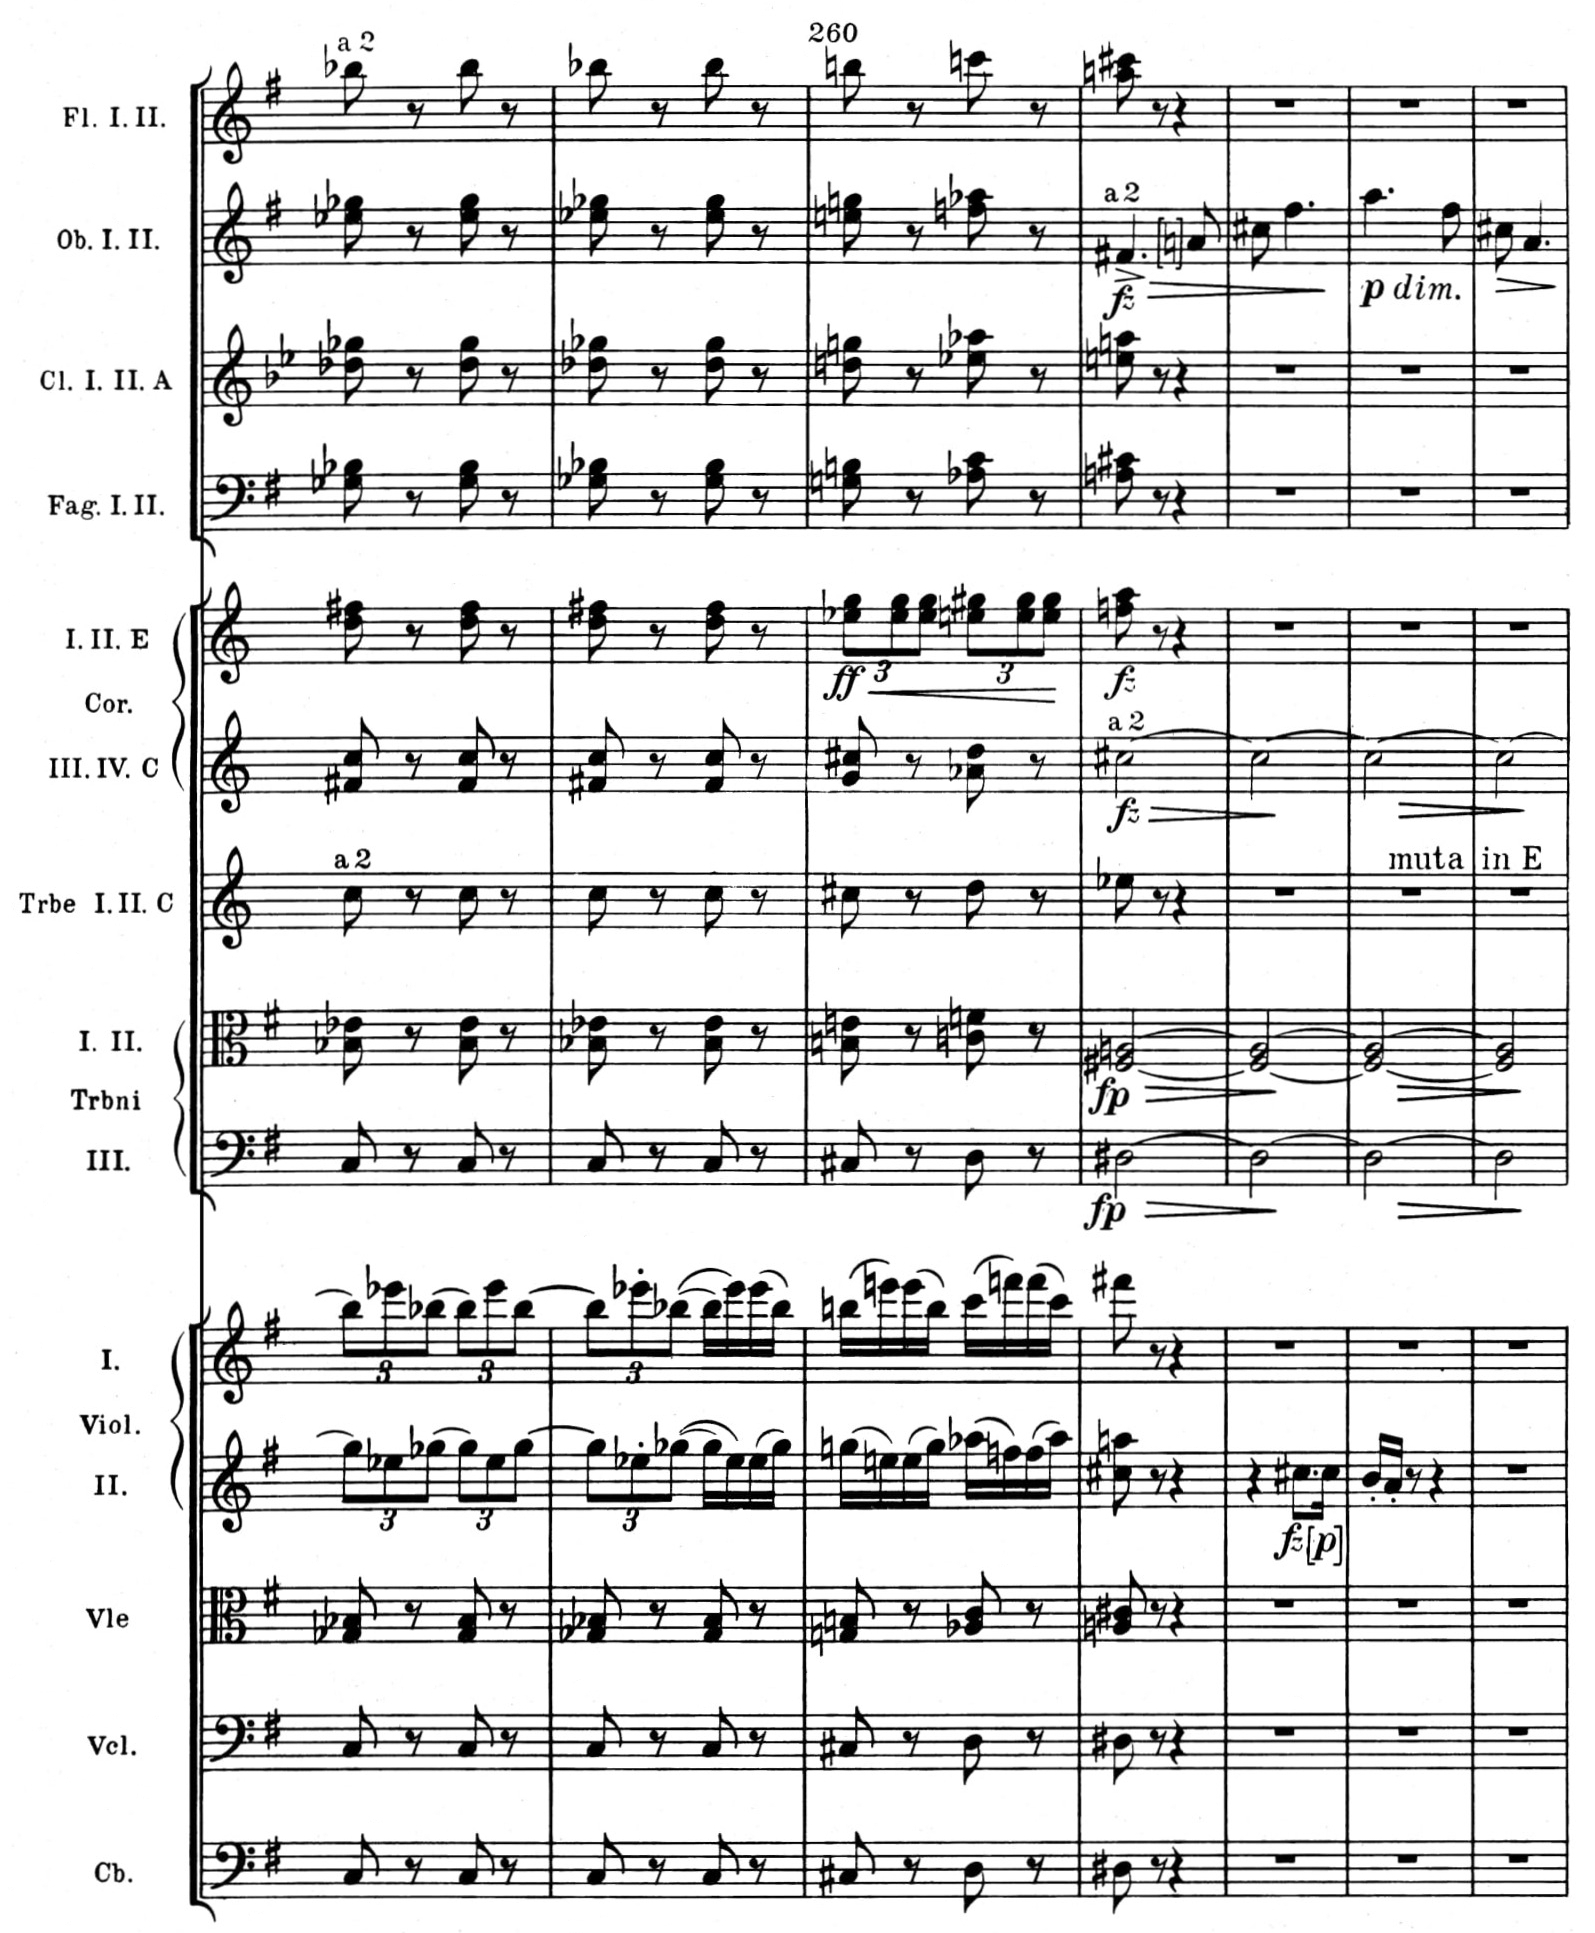 260
a 2
Fl. I. II.
a 2
Ob. I. II.
fz
p dim.
Cl. I. II. A
Fag. I. II.
I. II. E
ff 3 3 fz
Cor.
a 2
III. IV. C
fz
muta in E
a 2
Trbe I. II. C
I. II.
fp
Trbni
III.
fp
I.
3 3 3
Viol.
II.
3 3 3
fz [p]
Vle
Vcl.
Cb.